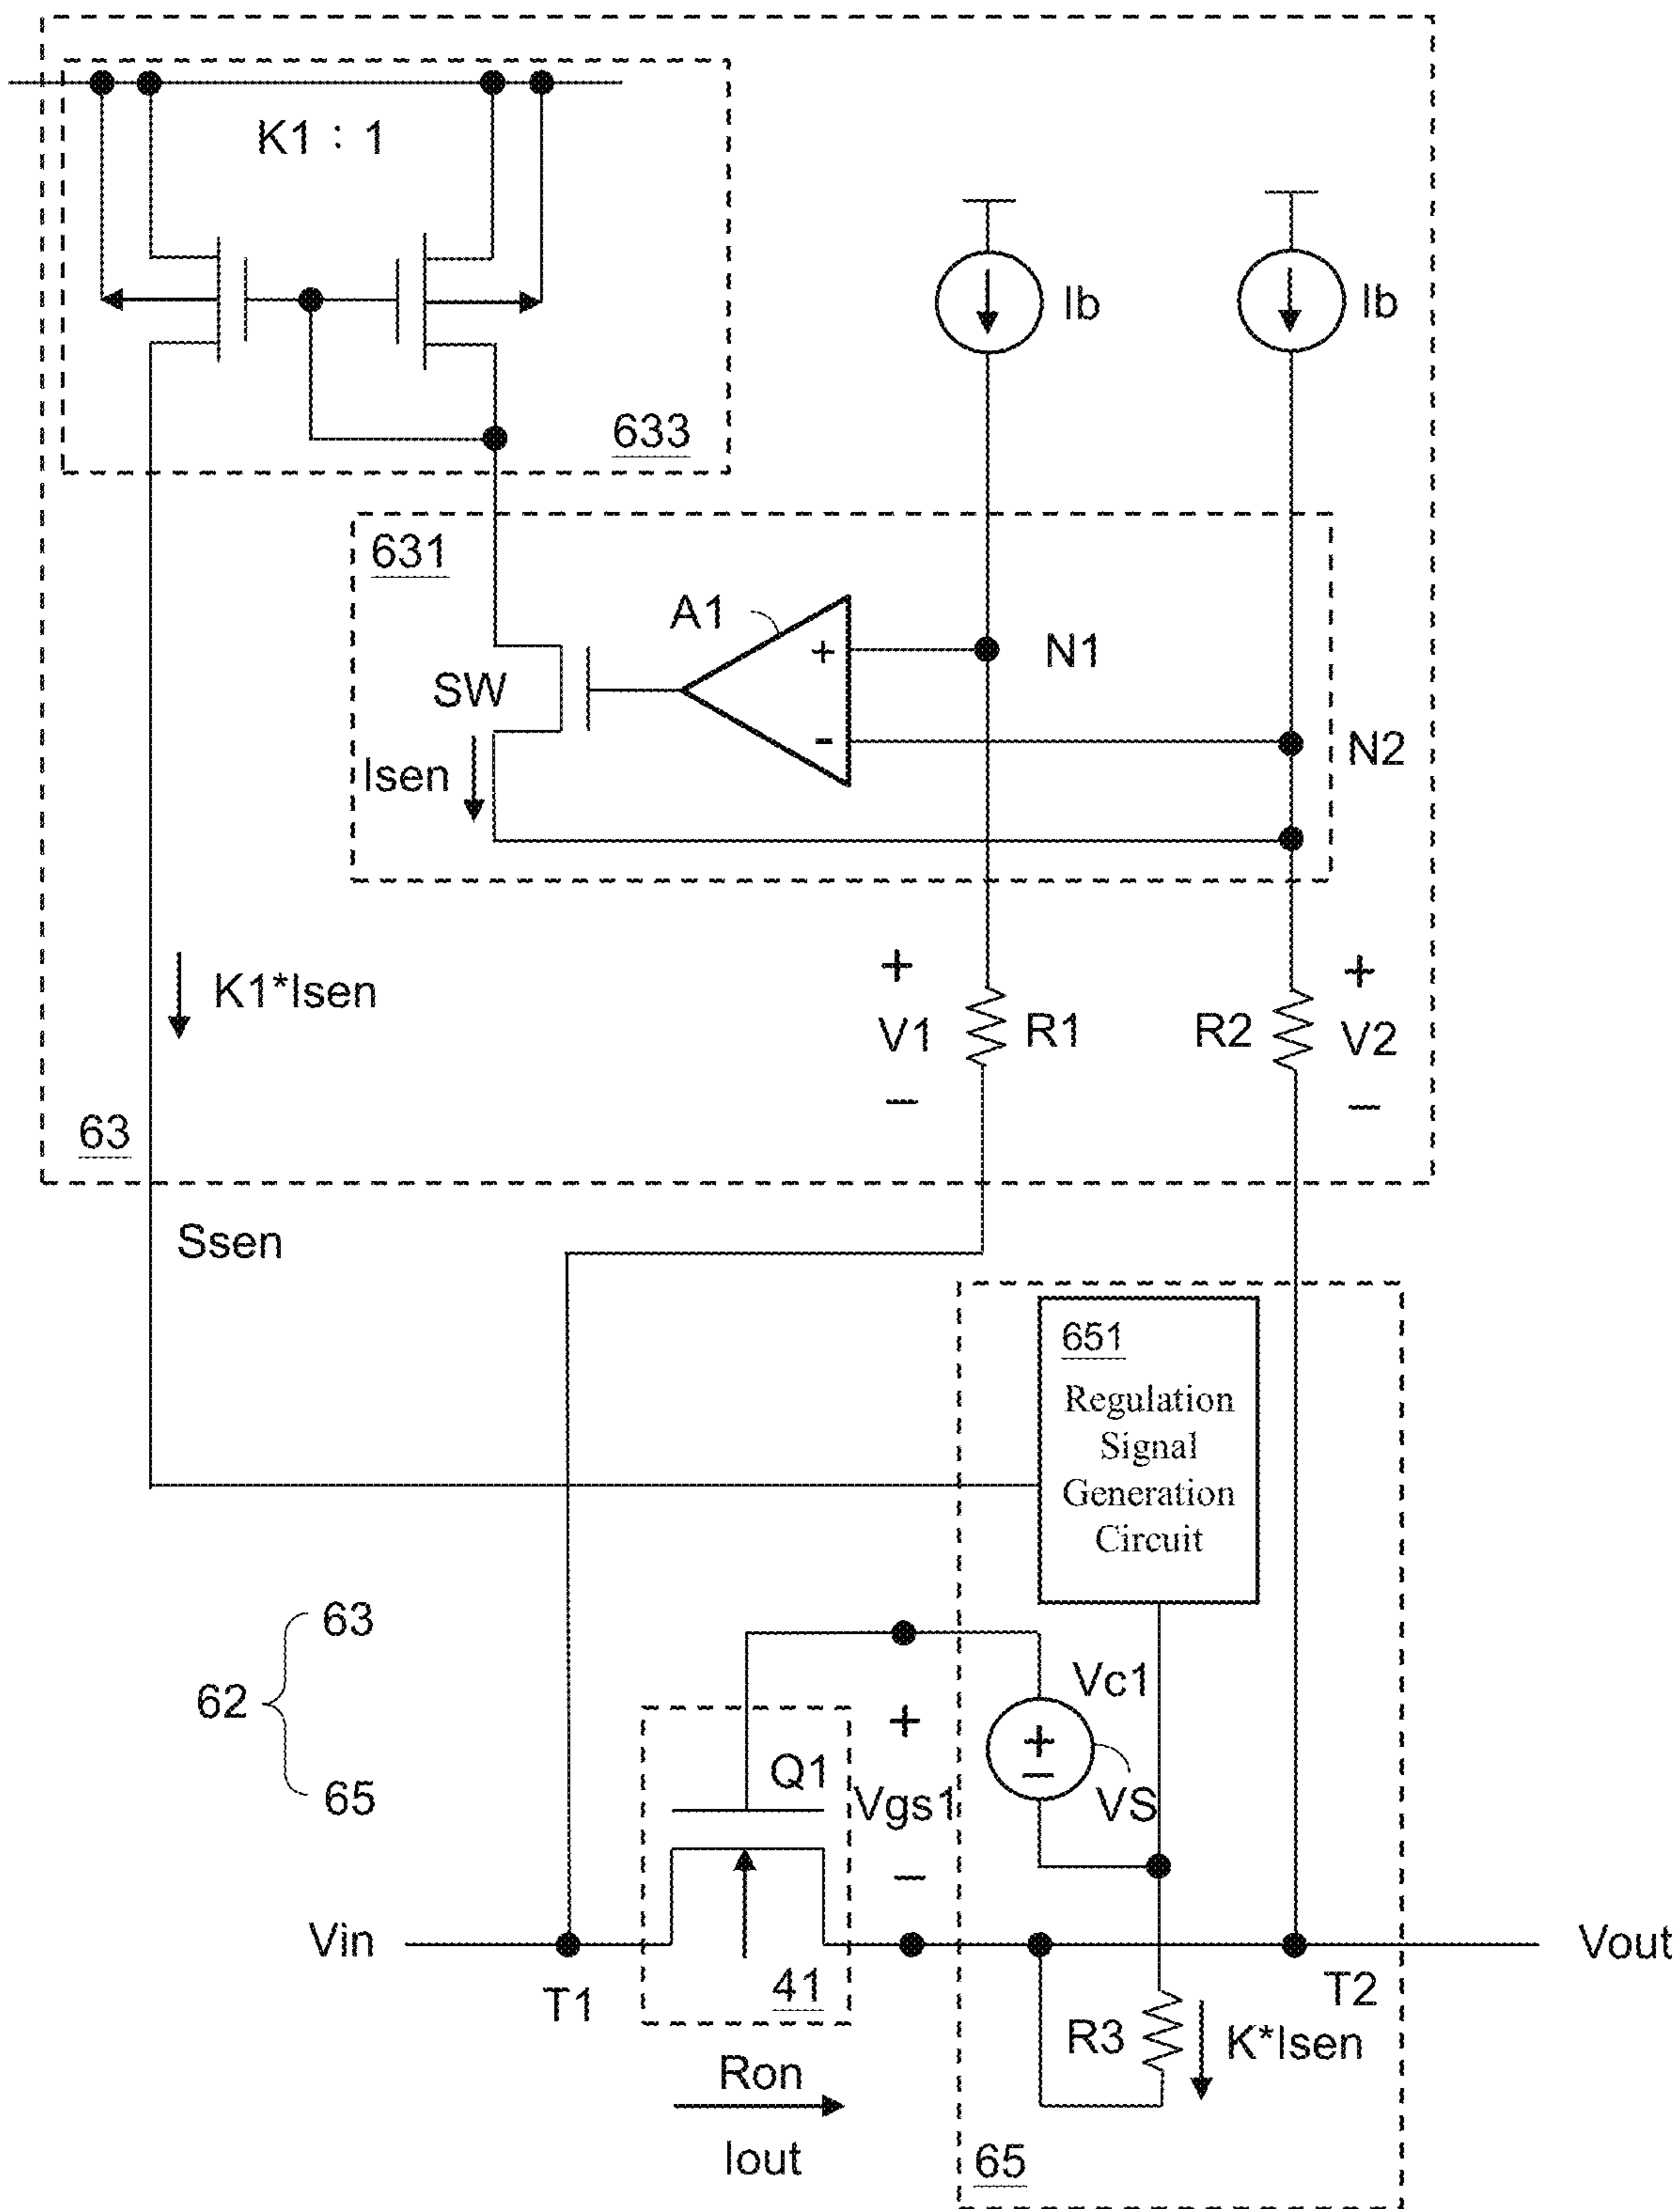 K1 : 1
Ib
Ib
633
631
A1
+
N1
SW
-
N2
Isen
K1*Isen
+
V1
-
R1
R2
+
V2
-
63
Ssen
651
Regulation
Signal
Generation
Circuit
62
63
65
Vc1
+
Q1
+
-
Vgs1
VS
-
Vin
T1
41
T2
Vout
R3
K*Isen
Ron
Iout
65